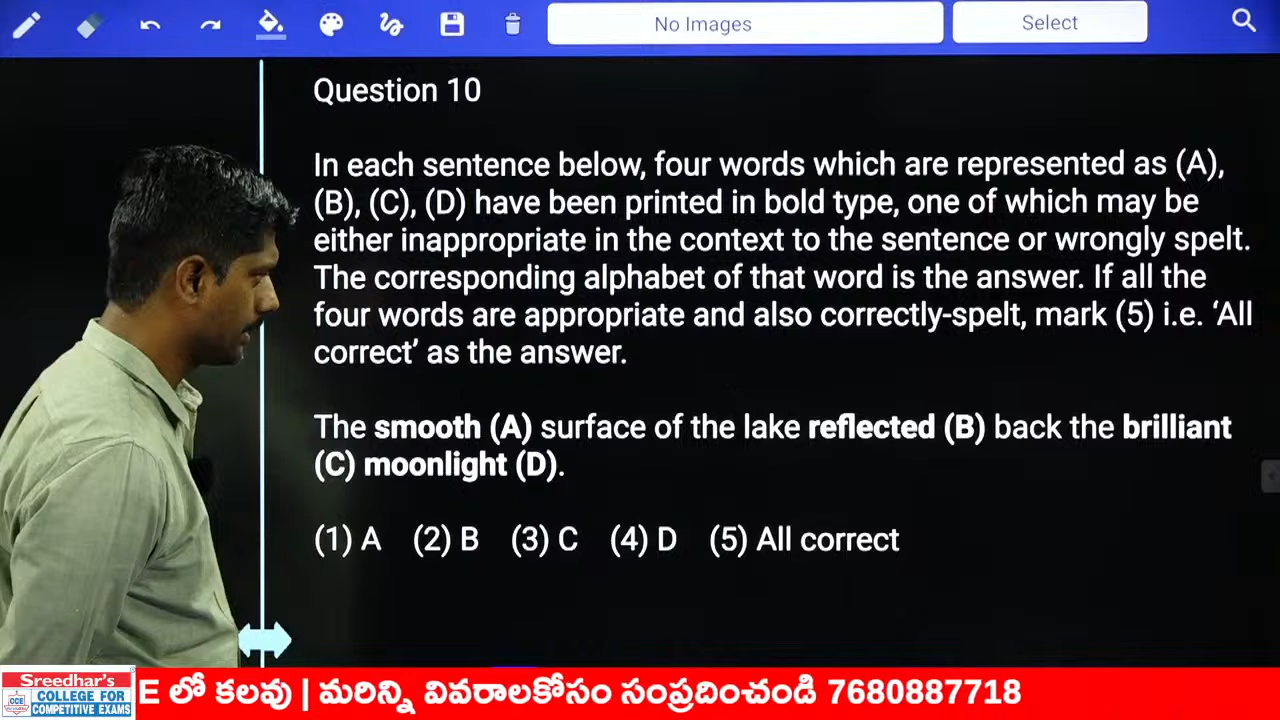 No Images
Select
Question 10
In each sentence below, four words which are represented as (A),
(B), (C), (D) have been printed in bold type, one of which may be
either inappropriate in the context to the sentence or wrongly spelt.
The corresponding alphabet of that word is the answer. If all the
four words are appropriate and also correctly-spelt, mark (5) i.e. ‘All
correct’ as the answer.
The smooth (A) surface of the lake reflected (B) back the brilliant
(C) moonlight (D).
(1) A (2) B (3) C (4) D (5) All correct
Sreedhar's
CCE
COLLEGE FOR
COMPETITIVE EXAMS
E లో కలవు | మరిన్ని వివరాలకోసం సంప్రదించండి 7680887718